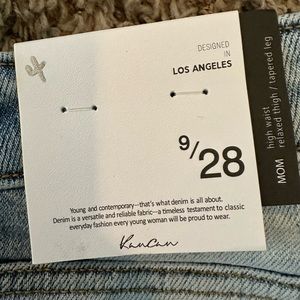 DESIGNED
IN
LOS ANGELES
9/28
Young and contemporary—that's what denim is all about.
Denim is a versatile and reliable fabric—a timeless testament to classic
everyday fashion every young woman will be proud to wear.
KanCan
MOM
high waist
relaxed thigh / tapered leg